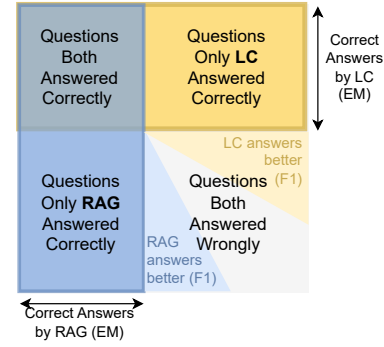 Questions
Both
Answered
Correctly
Questions
Only LC
Answered
Correctly
Correct
Answers
by LC
(EM)
LC answers
better
(F1)
Questions
Only RAG
Answered
Correctly
Questions
Both
Answered
Wrongly
RAG
answers
better (F1)
Correct Answers
by RAG (EM)